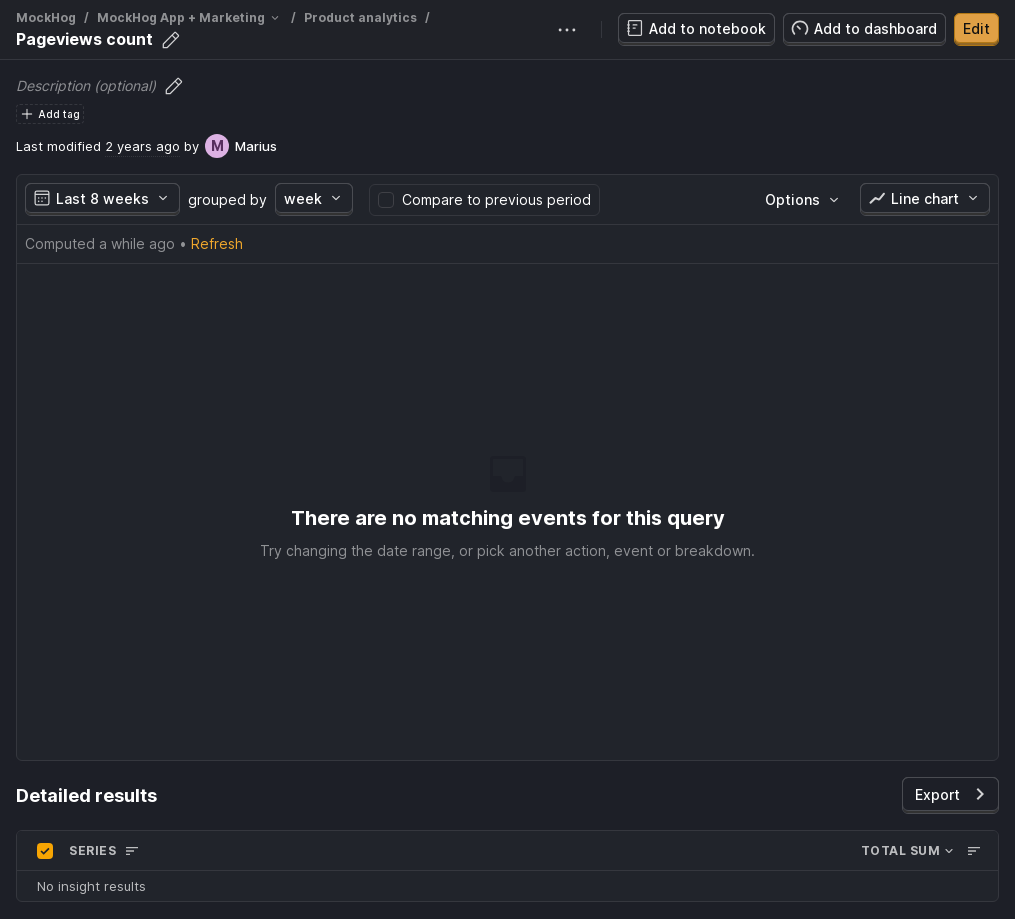 MockHog / MockHog App + Marketing / Product analytics /
Pageviews count
Add to notebook
Add to dashboard
Edit
Description (optional)
Add tag
Last modified 2 years ago by M Marius
Last 8 weeks grouped by week Compare to previous period Options Line chart
Computed a while ago • Refresh
There are no matching events for this query
Try changing the date range, or pick another action, event or breakdown.
Detailed results
Export
SERIES TOTAL SUM
No insight results